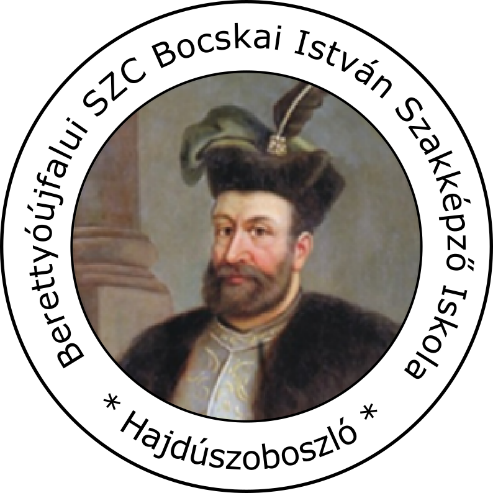 Berettyóújfalui SZC Bocskai István Szakképző Iskola
* Hajdúszoboszló *